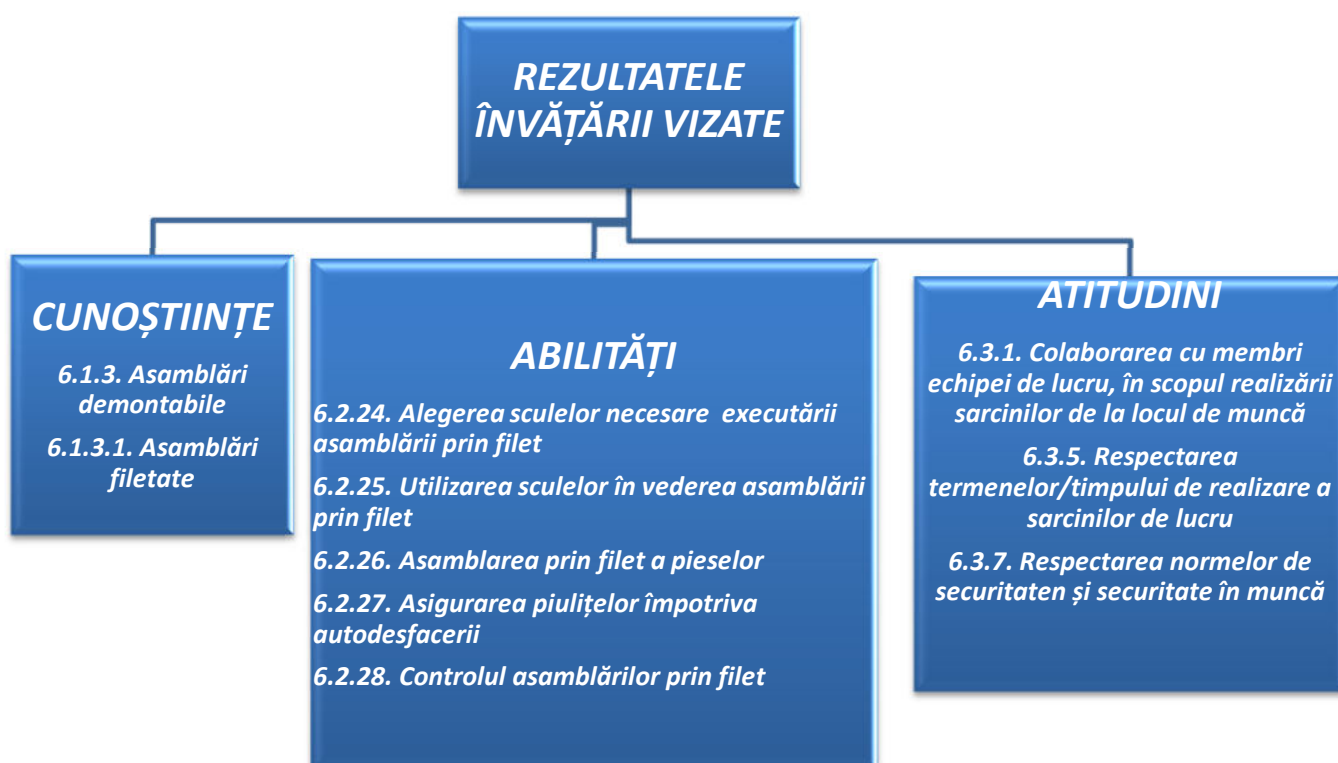 REZULTATELE
ÎNVĂȚĂRII VIZATE
CUNOȘTIINȚE
6.1.3. Asamblări
demontabile
6.1.3.1. Asamblări
filetate
ABILITĂȚI
6.2.24. Alegerea sculelor necesare executării
asamblării prin filet
6.2.25. Utilizarea sculelor în vederea asamblării
prin filet
6.2.26. Asamblarea prin filet a pieselor
6.2.27. Asigurarea piulițelor împotriva
autodesfacerii
6.2.28. Controlul asamblărilor prin filet
ATITUDINI
6.3.1. Colaborarea cu membri
echipei de lucru, în scopul realizării
sarcinilor de la locul de muncă
6.3.5. Respectarea
termenelor/timpului de realizare a
sarcinilor de lucru
6.3.7. Respectarea normelor de
securitaten și securitate în muncă